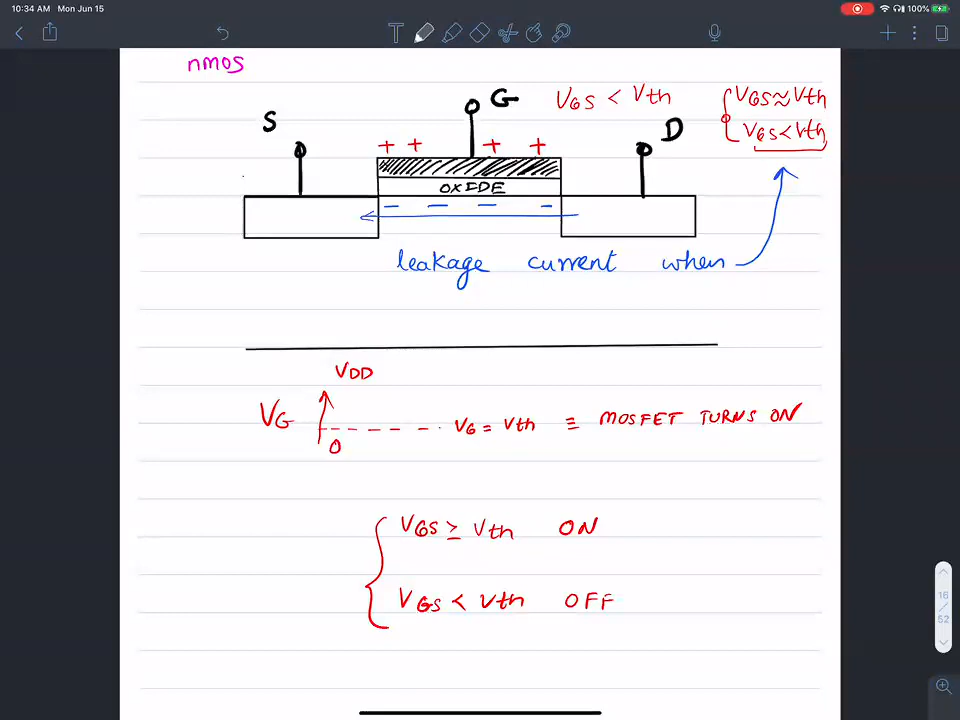 10:34 AM Mon Jun 15
100%
nmos
S
G
VGS < Vth
D
VGS ≈ Vth
VGS < Vth
+ + + +
OXIDE
- - - -
leakage current when
VDD
VG
0
VG = Vth ≡ MOSFET TURNS ON
VGS ≥ Vth ON
VGS < Vth OFF
16
/
52